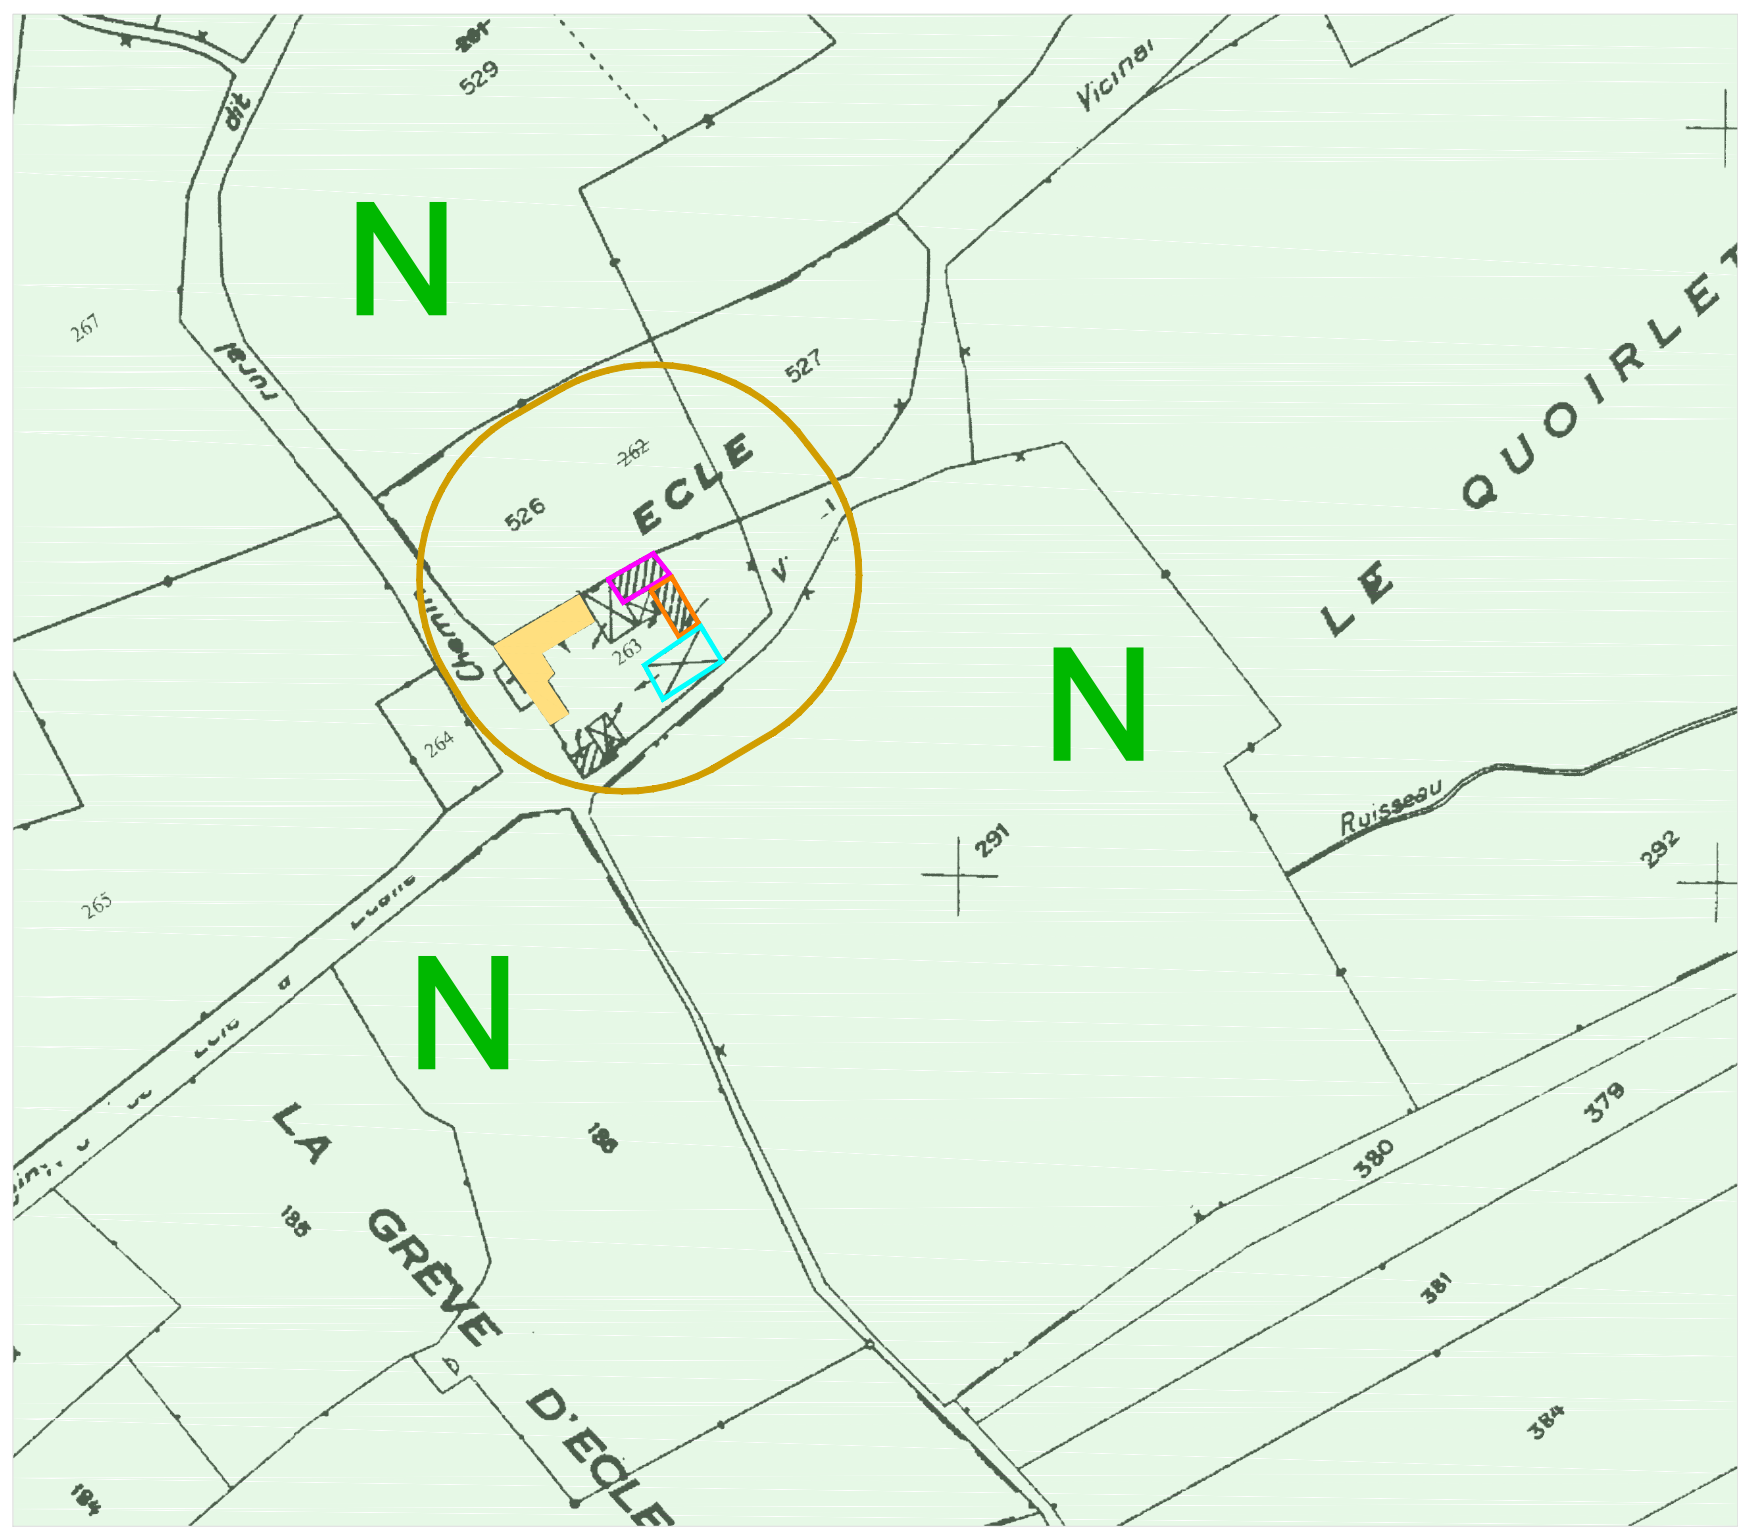 529
dit
Vicinal
N
267
rural
527
262
ECLE
526
LE QUOIRLET
V.
263
Chemin
264
N
Ruisseau
291
292
265
N
LA GRÈVE D'ECLE
186
185
380
379
381
384
184